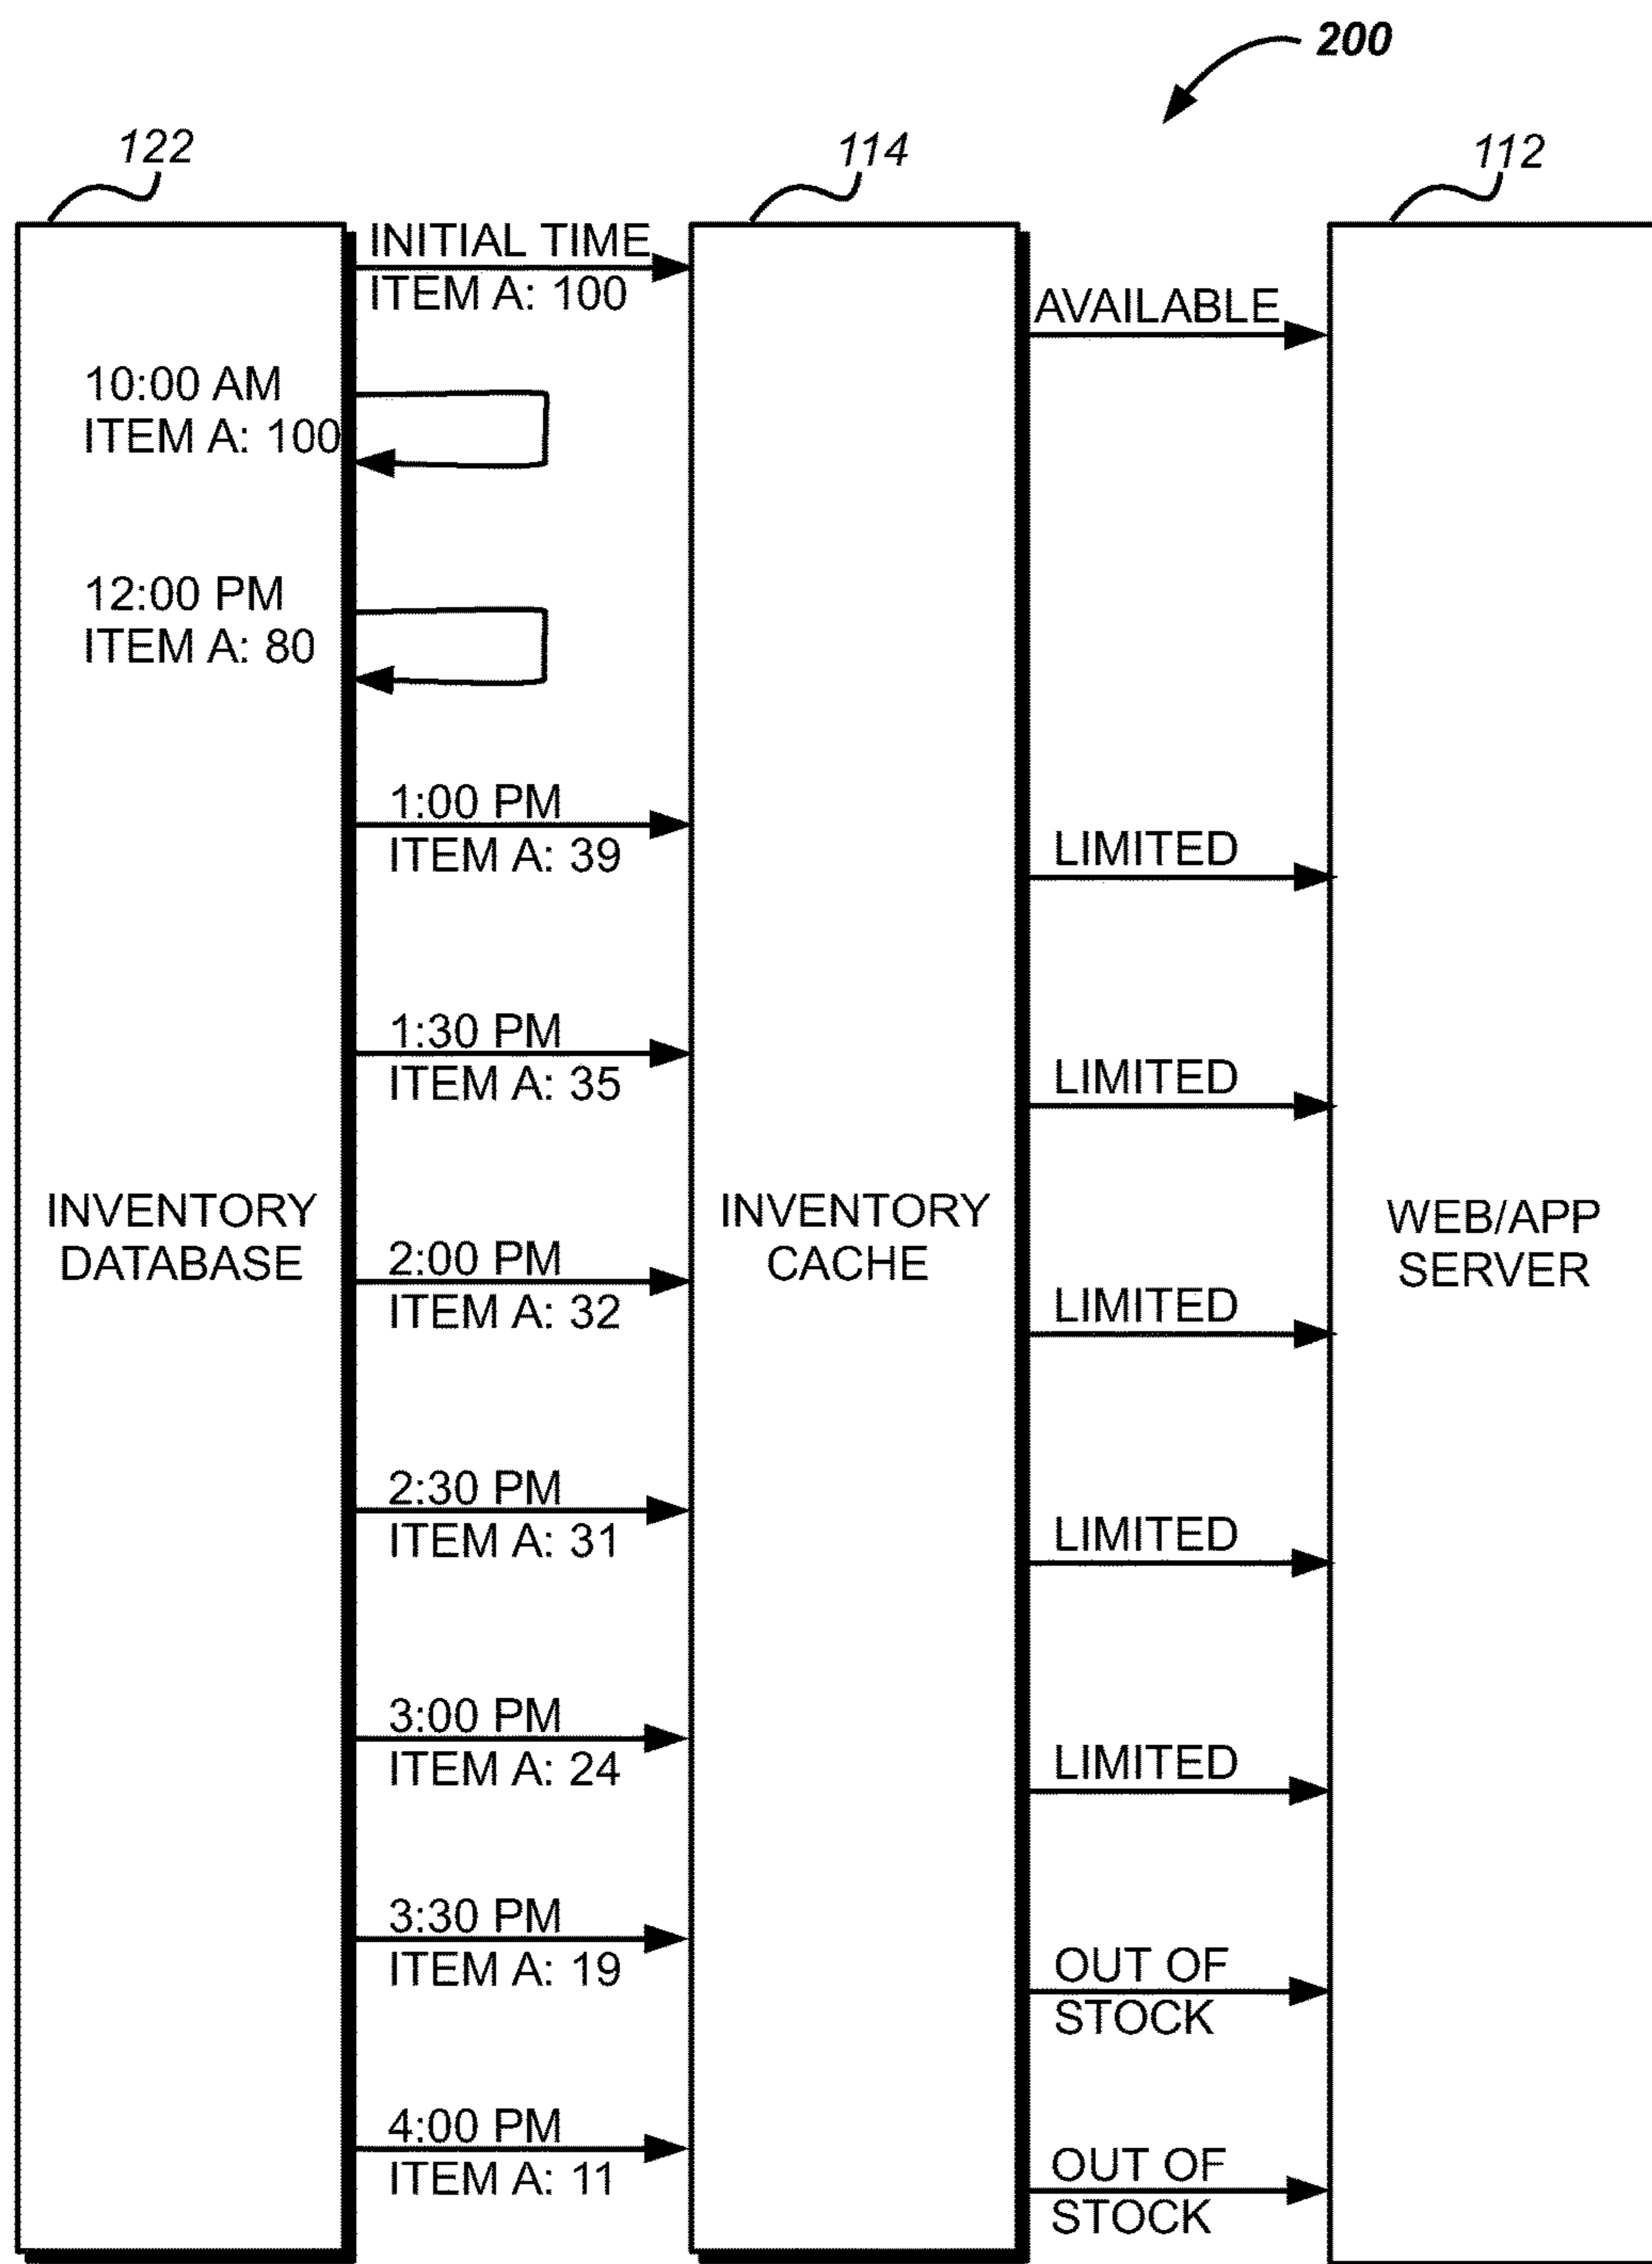 200
122
114
112
INITIAL TIME
ITEM A: 100
AVAILABLE
10:00 AM
ITEM A: 100
12:00 PM
ITEM A: 80
1:00 PM
ITEM A: 39
LIMITED
1:30 PM
ITEM A: 35
LIMITED
INVENTORY
DATABASE
INVENTORY
CACHE
WEB/APP
SERVER
2:00 PM
ITEM A: 32
LIMITED
2:30 PM
ITEM A: 31
LIMITED
3:00 PM
ITEM A: 24
LIMITED
3:30 PM
ITEM A: 19
OUT OF
STOCK
4:00 PM
ITEM A: 11
OUT OF
STOCK